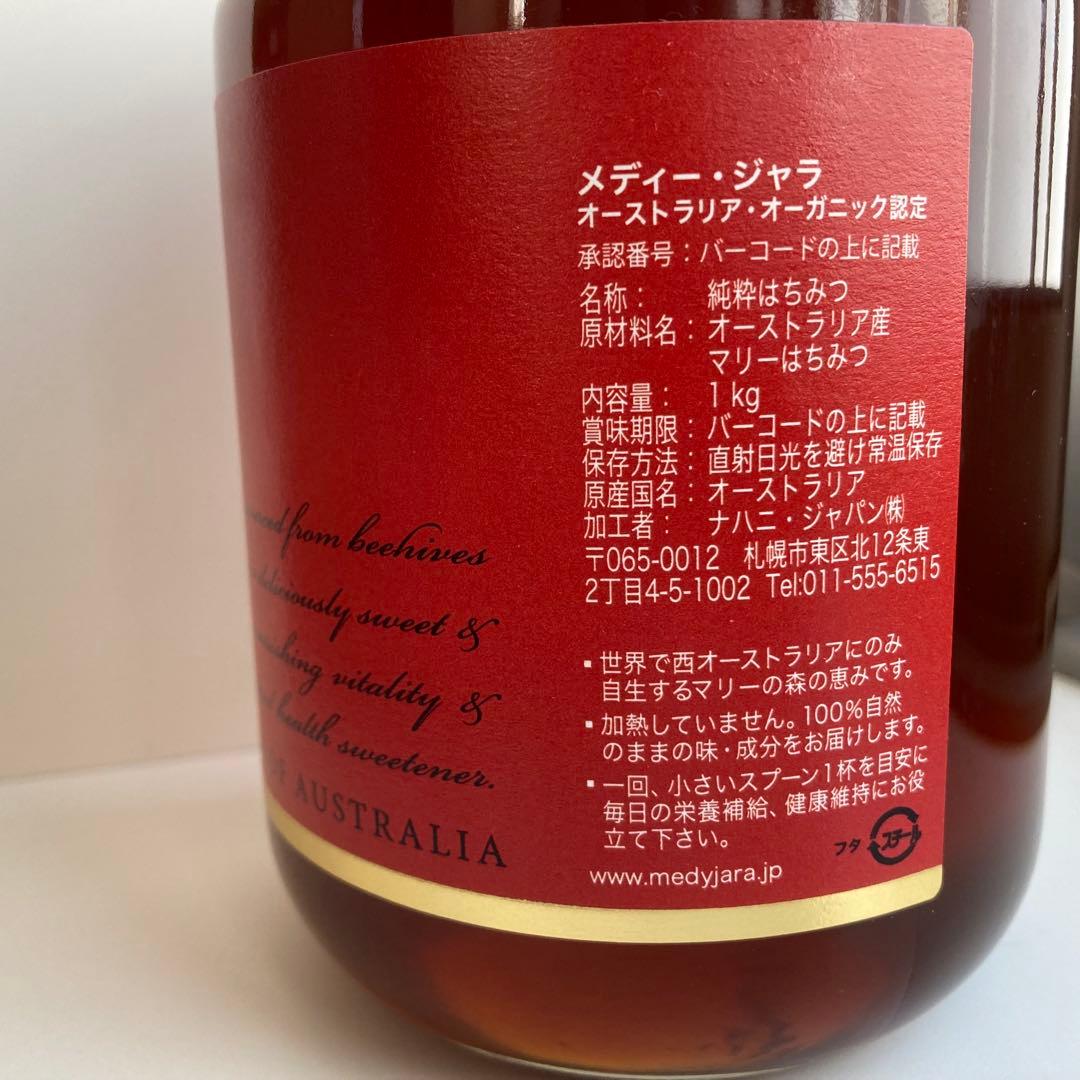 メディー・ジャラ
オーストラリア・オーガニック認定
承認番号：バーコードの上に記載
名称： 純粋はちみつ
原材料名： オーストラリア産
マリーはちみつ
内容量： 1 kg
賞味期限： バーコードの上に記載
保存方法： 直射日光を避け常温保存
原産国名： オーストラリア
加工者： ナハニ・ジャパン㈱
〒065-0012 札幌市東区北12条東
2丁目4-5-1002 Tel:011-555-6515
▪世界で西オーストラリアにのみ
自生するマリーの森の恵みです。
▪加熱していません。100%自然
のままの味・成分をお届けします。
▪一回、小さいスプーン1杯を目安に
毎日の栄養補給、健康維持にお役
立て下さい。
www.medyjara.jp
フタ スチール
from beehives
deliciously sweet &
vitality &
health sweetener.
OF AUSTRALIA